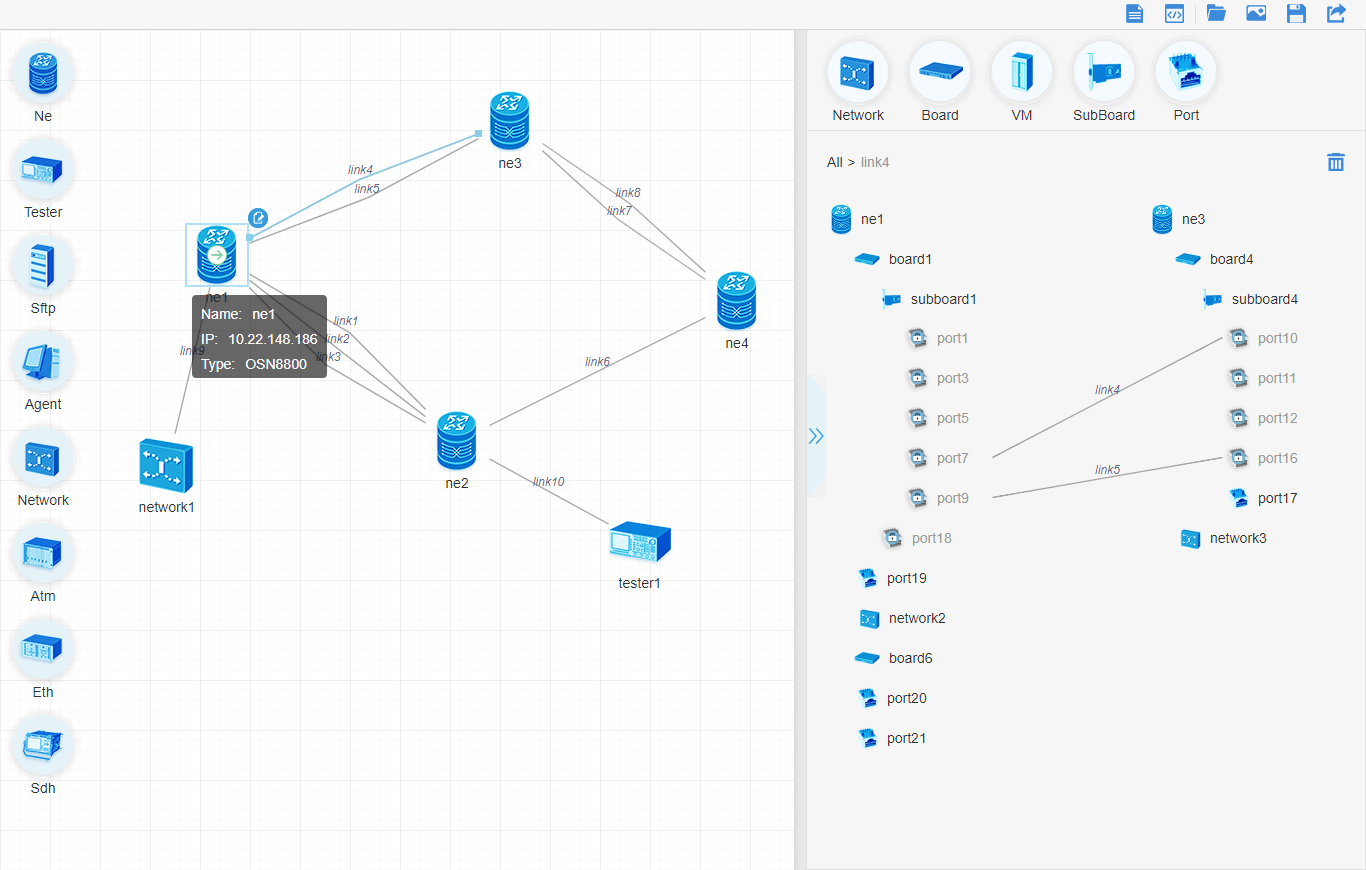 Ne
Tester
Sftp
Agent
Network
Atm
Eth
Sdh
ne3
link4
link5
link8
link7
ne1
Name: ne1
IP: 10.22.148.186
Type: OSN8800
link1
link2
link3
link9
ne4
link6
network1
ne2
link10
tester1
Network
Board
VM
SubBoard
Port
All > link4
ne1
board1
subboard1
port1
port3
port5
port7
port9
port18
port19
network2
board6
port20
port21
link4
link5
ne3
board4
subboard4
port10
port11
port12
port16
port17
network3